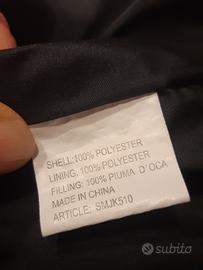 SHELL:100% POLYESTER
LINING, 100% POLYESTER
FILLING: 100% PIUMA D'OCA
MADE IN CHINA
ARTICLE: SMJK510
subito